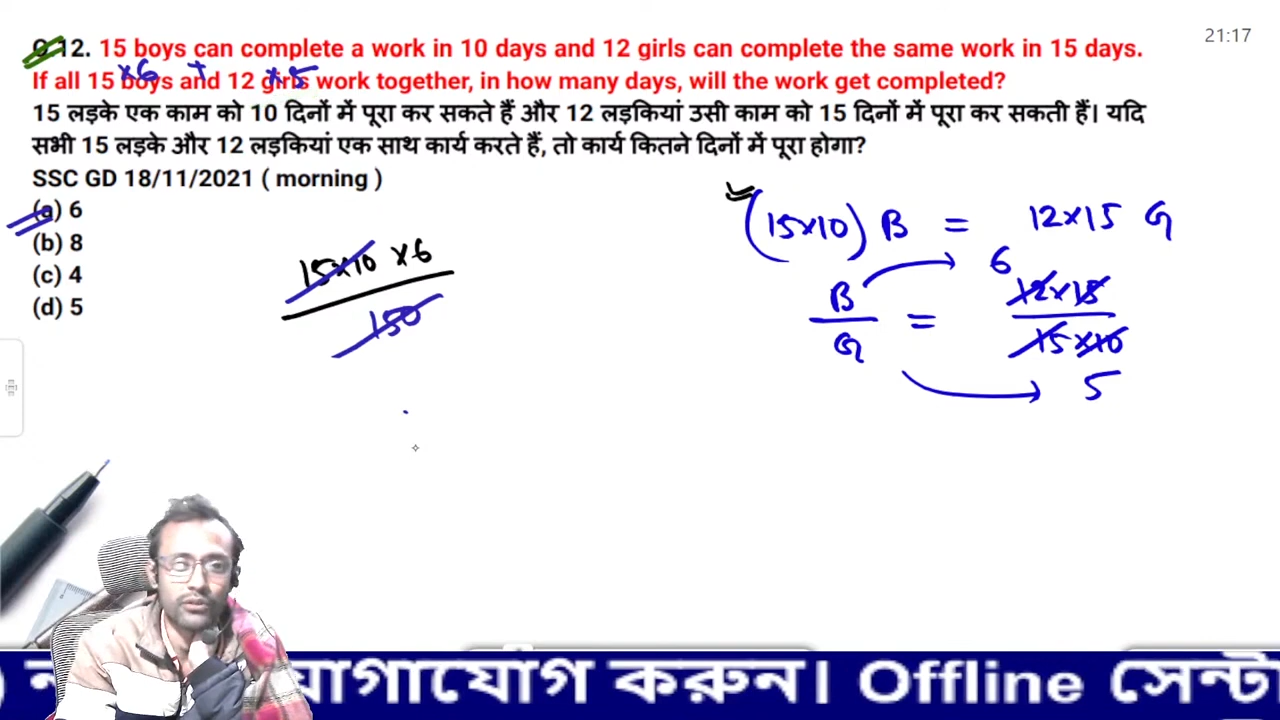 21:17
Q.12. 15 boys can complete a work in 10 days and 12 girls can complete the same work in 15 days.
×6 + ×5
If all 15 boys and 12 girls work together, in how many days, will the work get completed?
15 लड़के एक काम को 10 दिनों में पूरा कर सकते हैं और 12 लड़कियां उसी काम को 15 दिनों में पूरा कर सकती हैं। यदि
सभी 15 लड़के और 12 लड़कियां एक साथ कार्य करते हैं, तो कार्य कितने दिनों में पूरा होगा?
SSC GD 18/11/2021 ( morning )
(a) 6
(b) 8
(c) 4
(d) 5
15×10 ×6
150
(15×10) B = 12×15 G
6
B 12×15
=
G 15×10
5
যোগাযোগ করুন। Offline সেন্ট